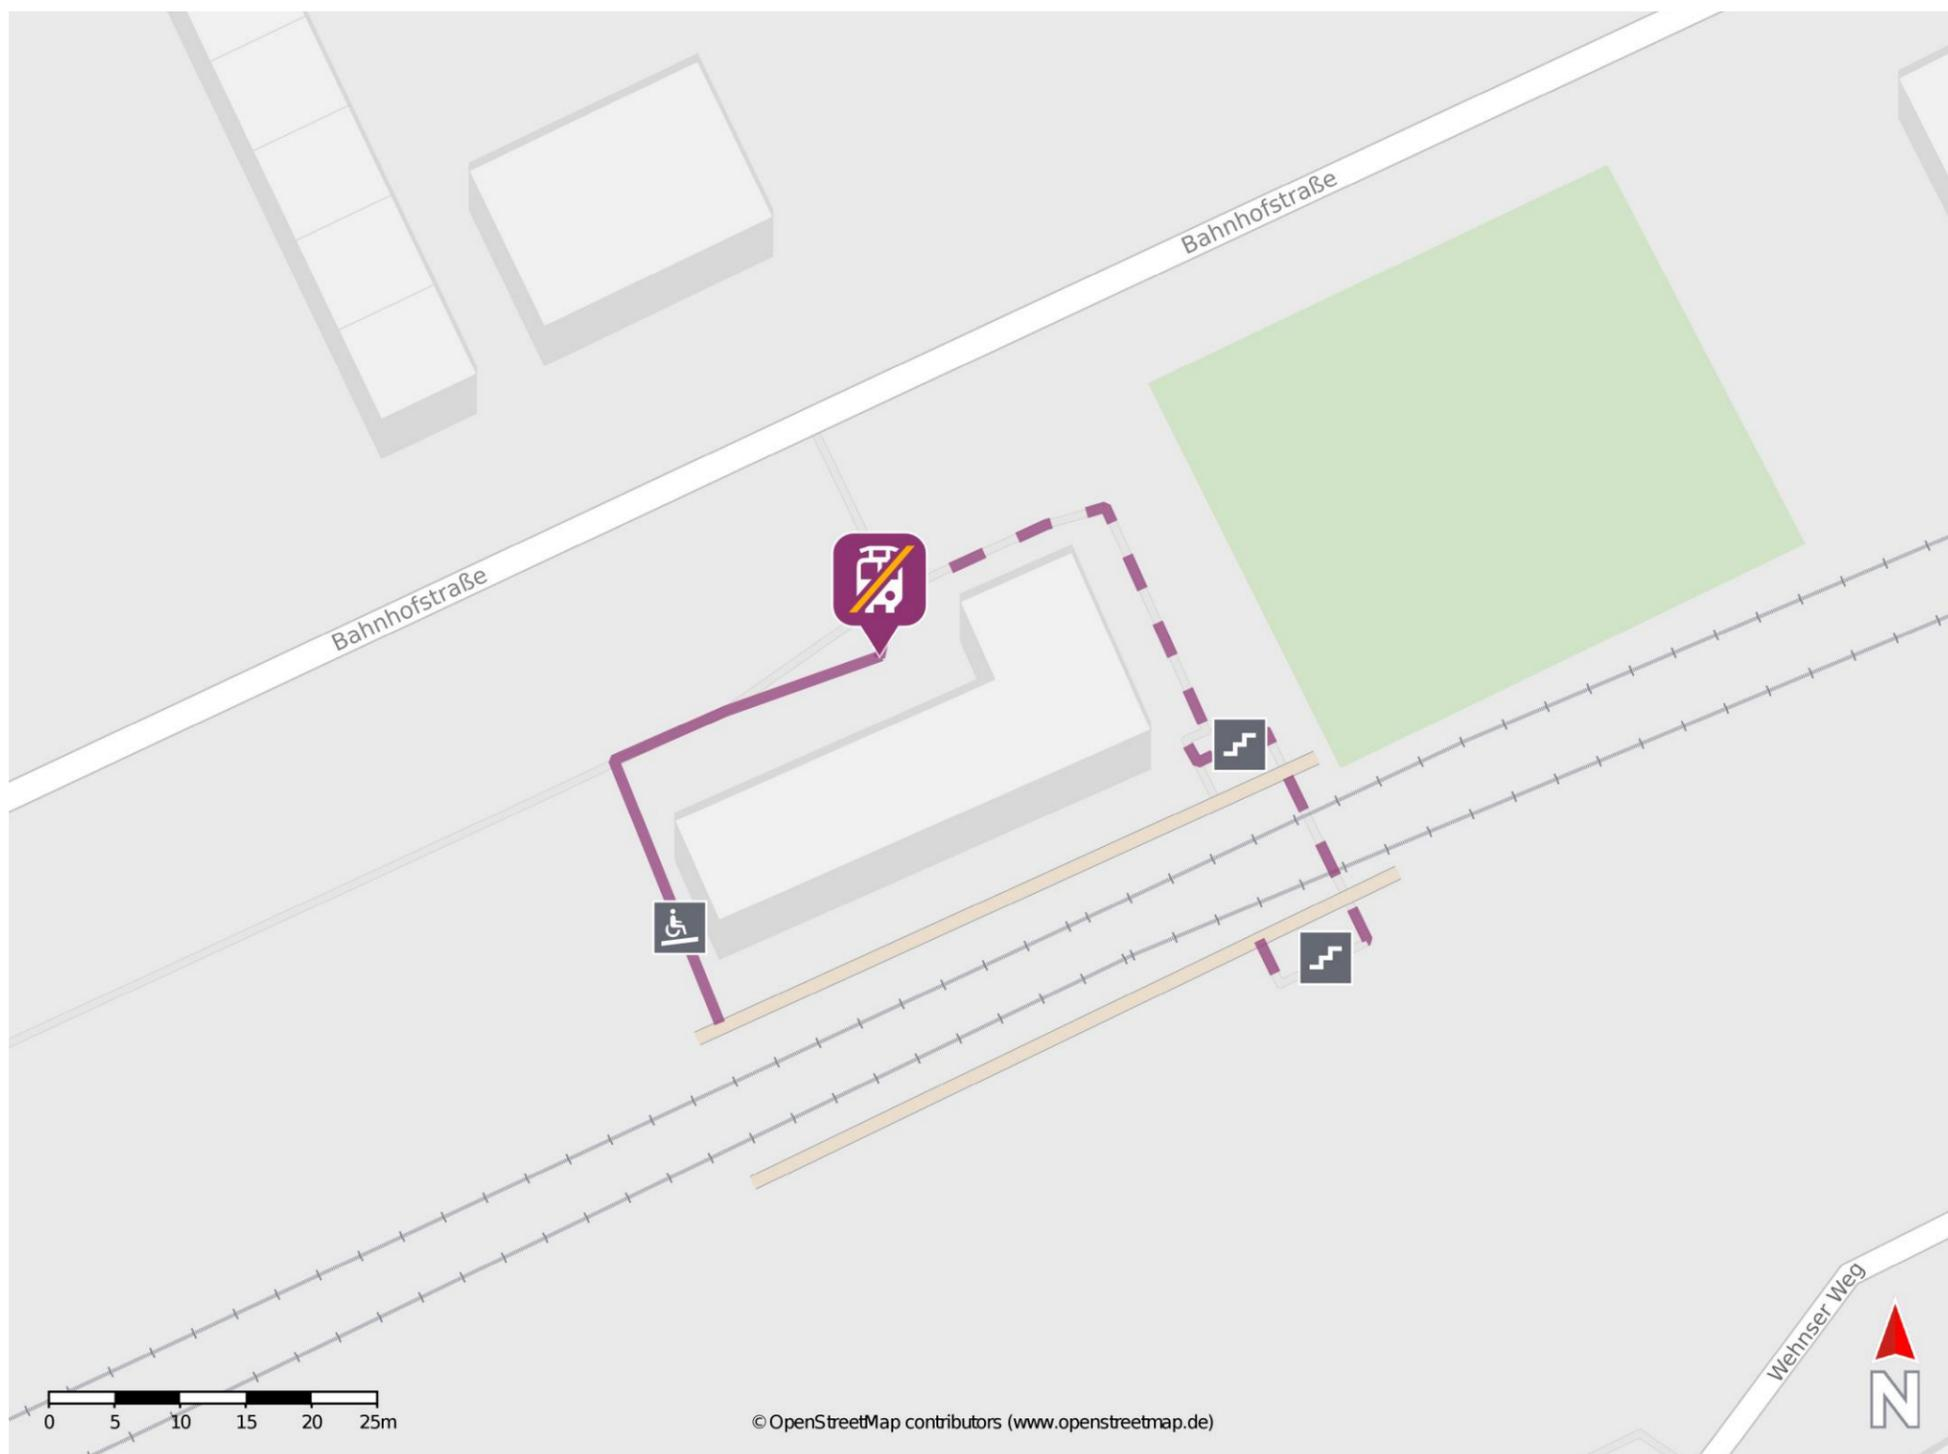 Bahnhofstraße
Bahnhofstraße
Wehnser Weg
N
0 5 10 15 20 25m
© OpenStreetMap contributors (www.openstreetmap.de)